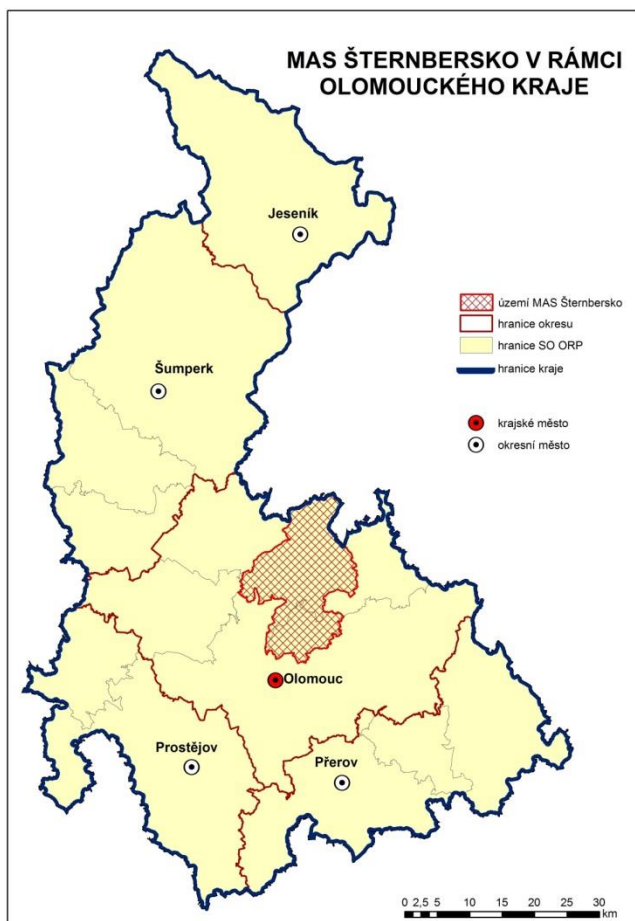 MAS ŠTERNBERSKO V RÁMCI
OLOMOUCKÉHO KRAJE
Jeseník
území MAS Šternbersko
hranice okresu
hranice SO ORP
hranice kraje
Šumperk
krajské město
okresní město
Olomouc
Prostějov
Přerov
0 2,5 5 10 15 20 25 30
km